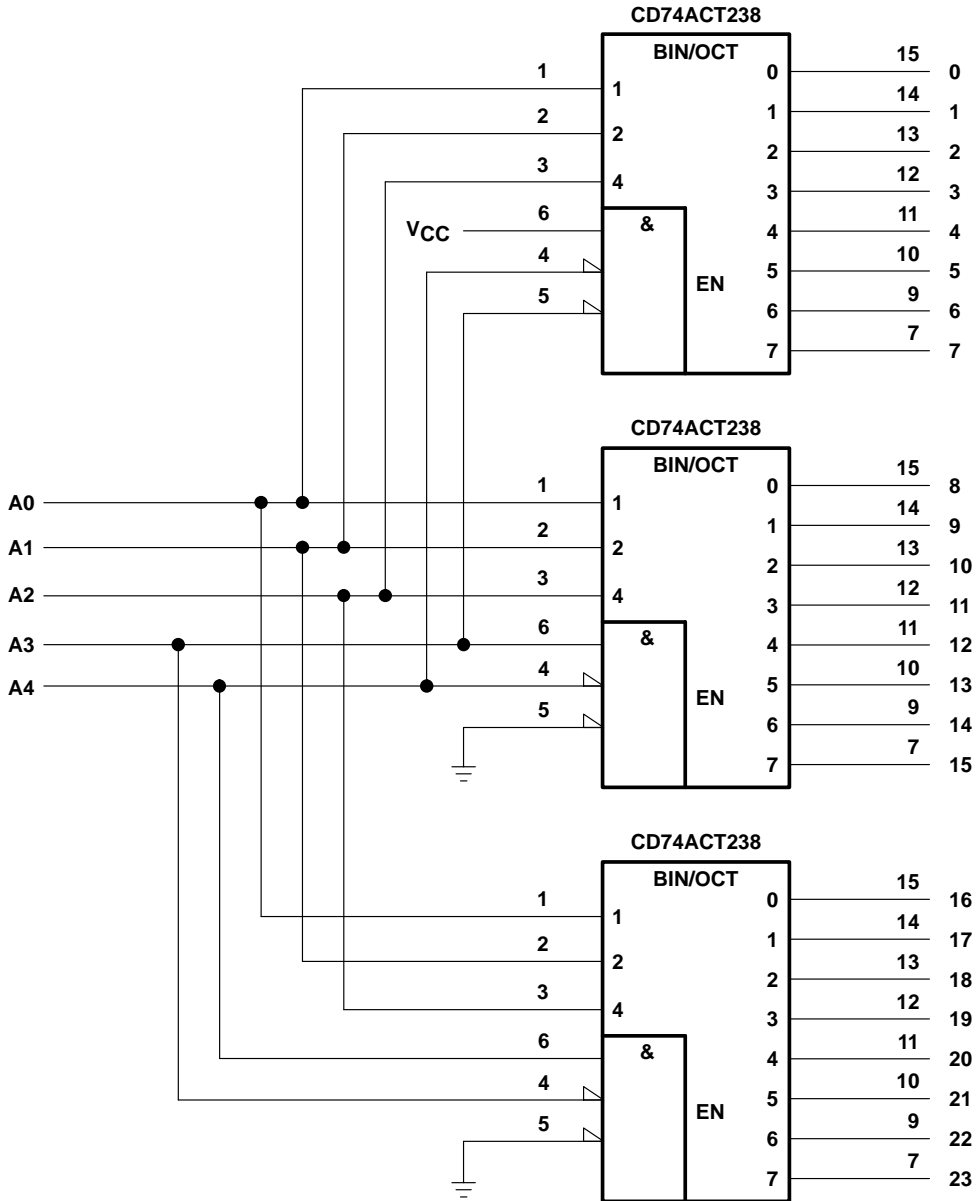 CD74ACT238
BIN/OCT
1 1 0 15 0
2 2 1 14 1
3 4 2 13 2
3 12 3
VCC 6 & 4 11 4
4 EN 5 10 5
5 6 9 6
7 7 7
CD74ACT238
BIN/OCT
A0 1 1 0 15 8
A1 2 2 1 14 9
A2 3 4 2 13 10
3 12 11
A3 6 & 4 11 12
A4 4 EN 5 10 13
5 6 9 14
7 7 15
CD74ACT238
BIN/OCT
1 1 0 15 16
2 2 1 14 17
3 4 2 13 18
3 12 19
6 & 4 11 20
4 EN 5 10 21
5 6 9 22
7 7 23